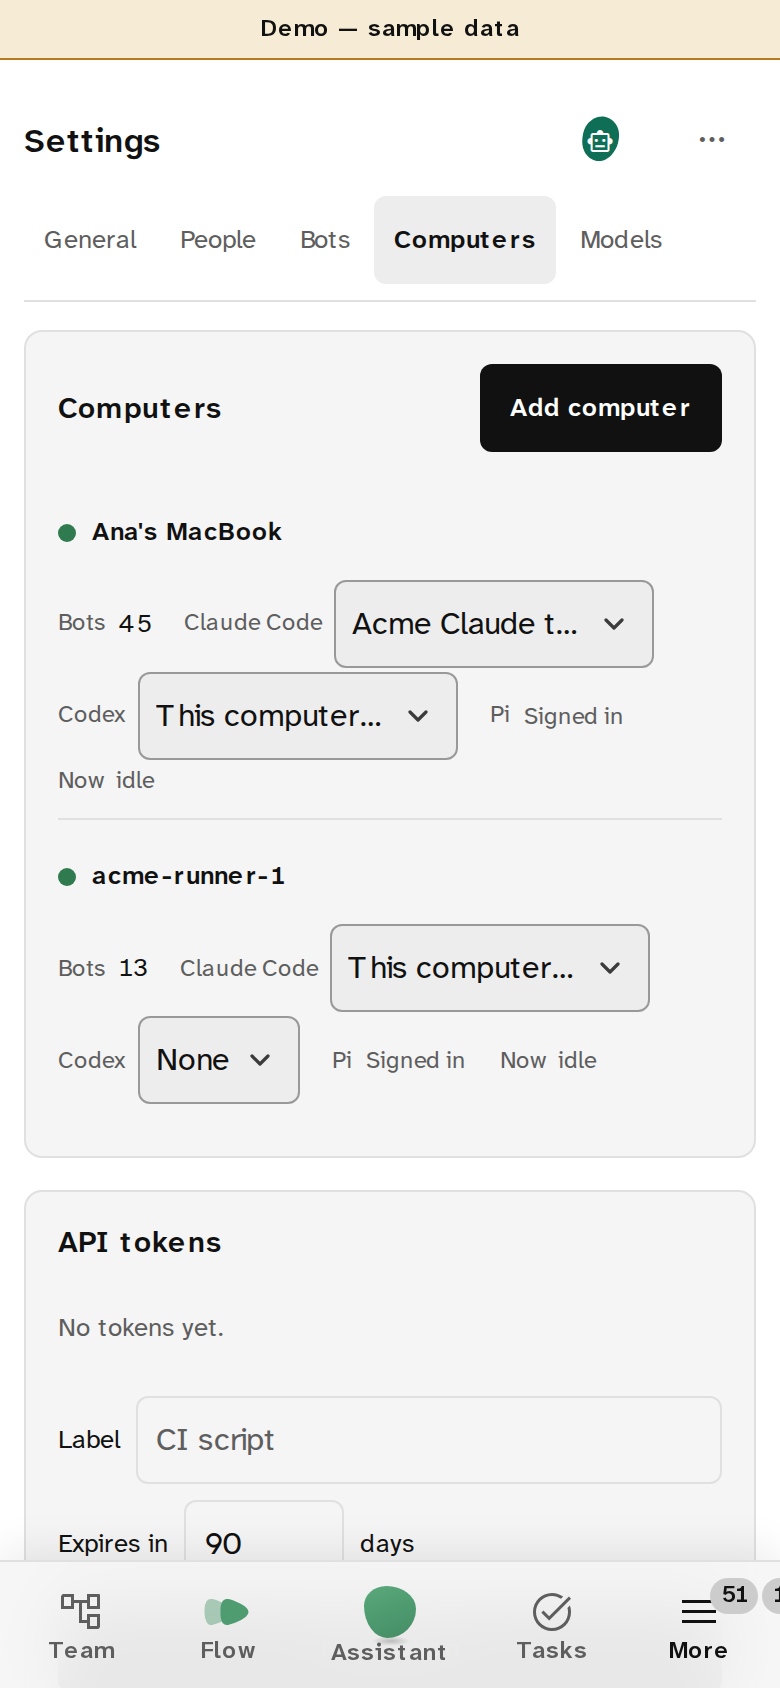 Demo — sample data
Settings
General People Bots Computers Models
Computers Add computer
Ana's MacBook
Bots 45 Claude Code Acme Claude t...
Codex This computer... Pi Signed in
Now idle
acme-runner-1
Bots 13 Claude Code This computer...
Codex None Pi Signed in Now idle
API tokens
No tokens yet.
Label CI script
Expires in 90 days
51
Team Flow Assistant Tasks More